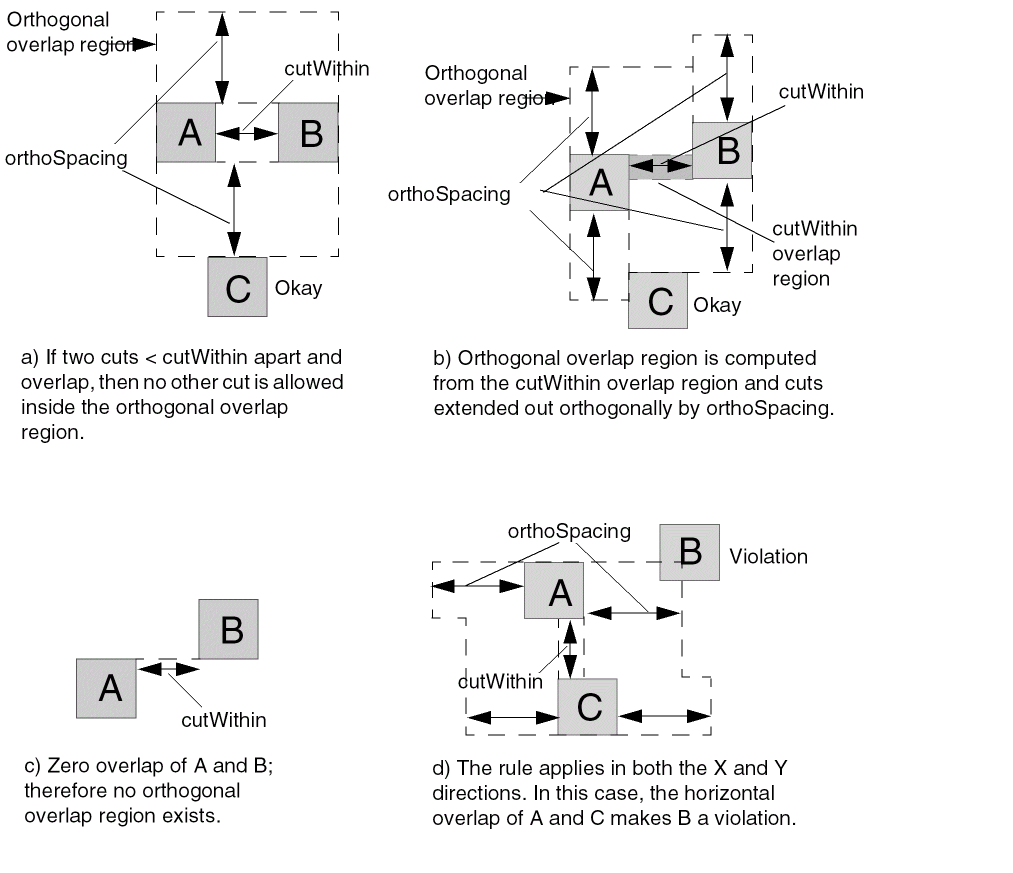 Orthogonal
overlap region
cutWithin
A
B
orthoSpacing
C
Okay
a) If two cuts < cutWithin apart and
overlap, then no other cut is allowed
inside the orthogonal overlap
region.
Orthogonal
overlap region
cutWithin
B
A
orthoSpacing
cutWithin
overlap
region
C
Okay
b) Orthogonal overlap region is computed
from the cutWithin overlap region and cuts
extended out orthogonally by orthoSpacing.
B
A
cutWithin
c) Zero overlap of A and B;
therefore no orthogonal
overlap region exists.
orthoSpacing
B
Violation
A
cutWithin
C
d) The rule applies in both the X and Y
directions. In this case, the horizontal
overlap of A and C makes B a violation.